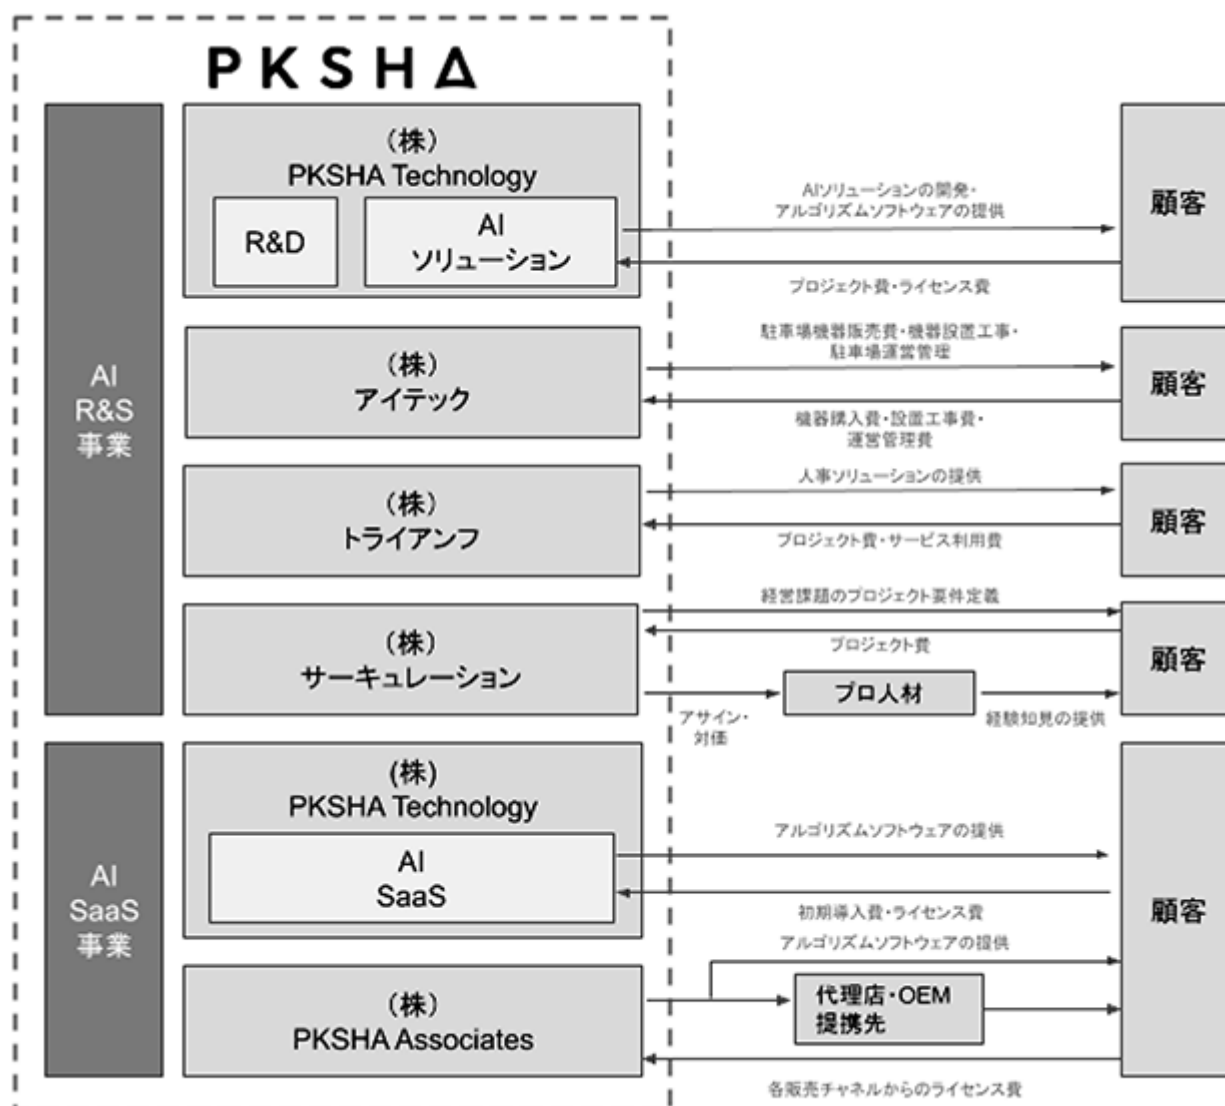 PKSHA
AI
R&S
事業
(株)
PKSHA Technology
R&D
AI
ソリューション
AIソリューションの開発・
アルゴリズムソフトウェアの提供
プロジェクト費・ライセンス費
顧客
(株)
アイテック
駐車場機器販売費・機器設置工事・
駐車場運営管理
機器購入費・設置工事費・
運営管理費
顧客
(株)
トライアンフ
人事ソリューションの提供
プロジェクト費・サービス利用費
顧客
(株)
サーキュレーション
経営課題のプロジェクト要件定義
プロジェクト費
アサイン・
対価
プロ人材
経験知見の提供
顧客
AI
SaaS
事業
(株)
PKSHA Technology
AI
SaaS
アルゴリズムソフトウェアの提供
初期導入費・ライセンス費
顧客
(株)
PKSHA Associates
アルゴリズムソフトウェアの提供
代理店・OEM
提携先
各販売チャネルからのライセンス費